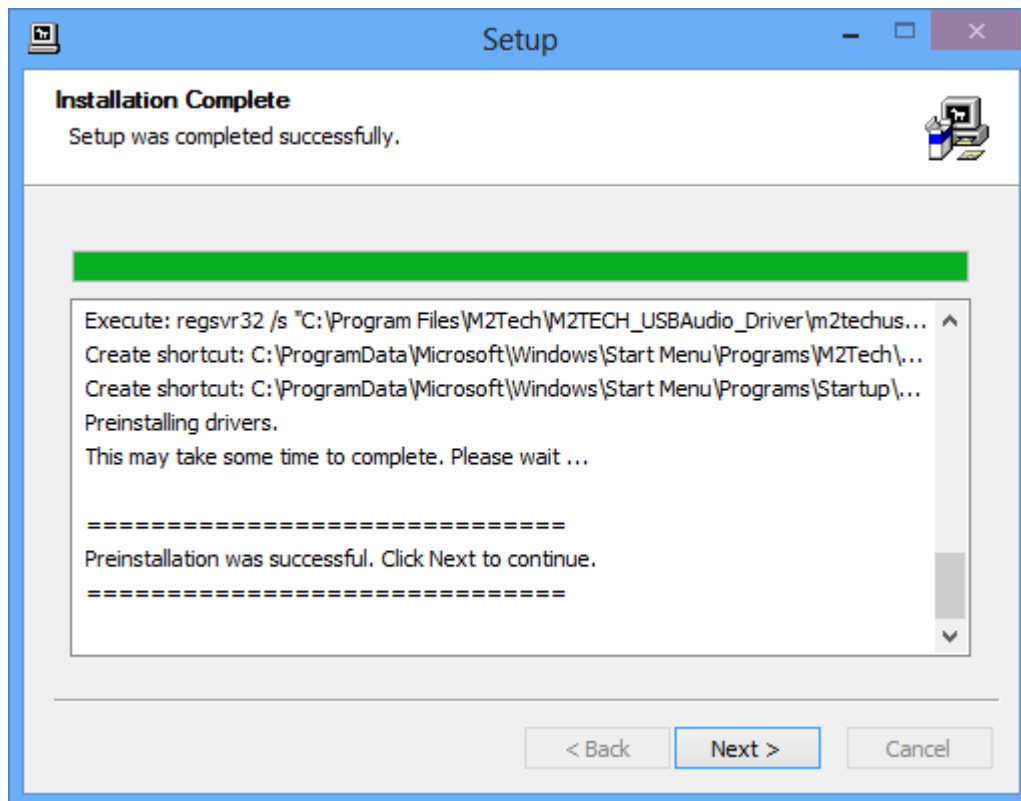 Setup
Installation Complete
Setup was completed successfully.
Execute: regsvr32 /s "C:\Program Files\M2Tech\M2TECH_USBAudio_Driver\m2techus...
Create shortcut: C:\ProgramData\Microsoft\Windows\Start Menu\Programs\M2Tech\...
Create shortcut: C:\ProgramData\Microsoft\Windows\Start Menu\Programs\Startup\...
Preinstalling drivers.
This may take some time to complete. Please wait ...
==============================
Preinstallation was successful. Click Next to continue.
==============================
< Back
Next >
Cancel